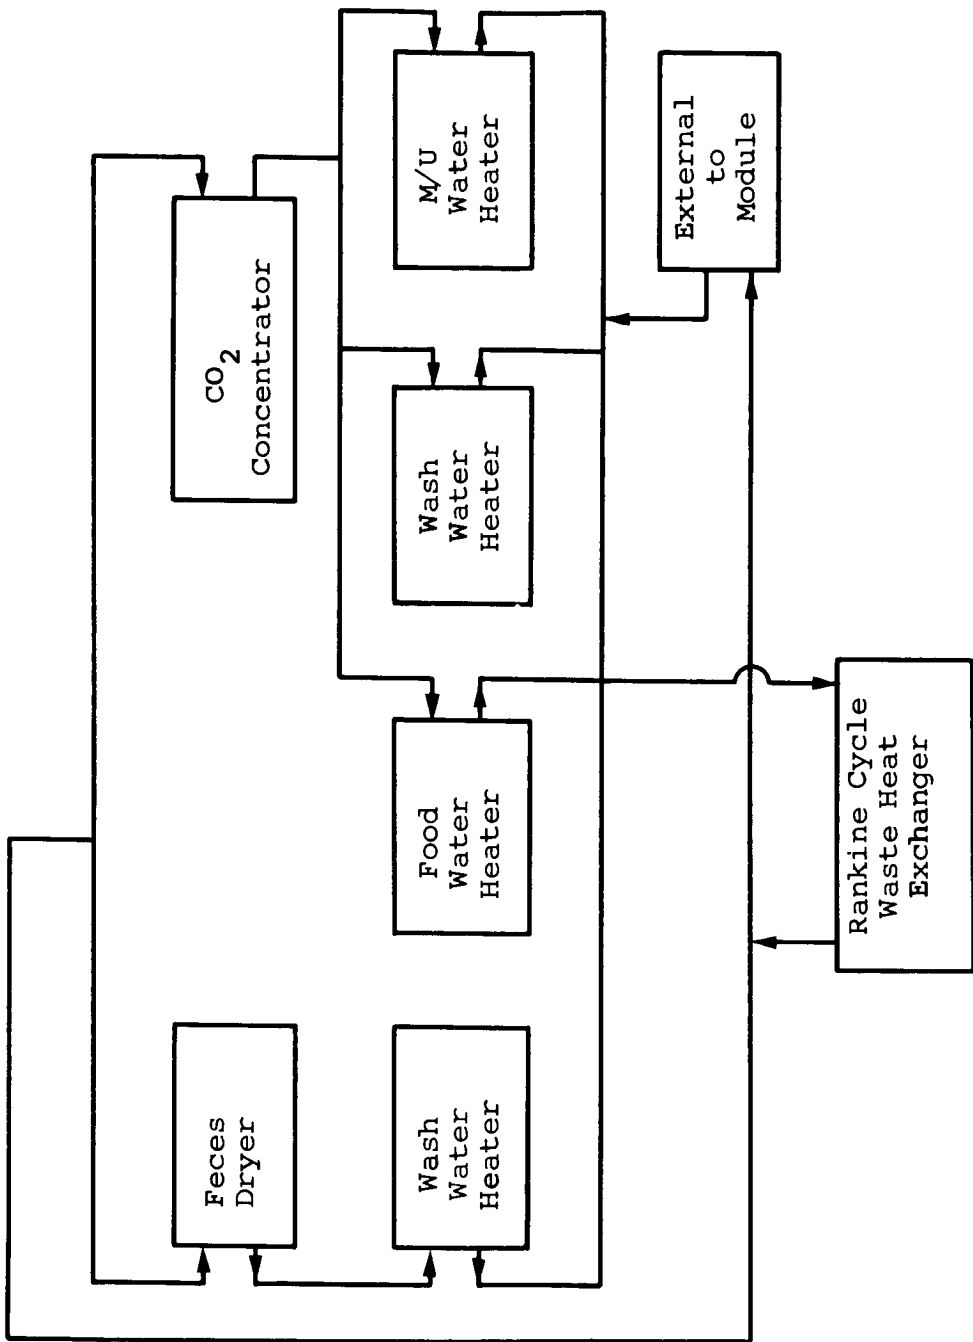 Feces
Dryer
CO2
Concentrator
Wash
Water
Heater
Food
Water
Heater
Wash
Water
Heater
M/U
Water
Heater
External
to
Module
Rankine Cycle
Waste Heat
Exchanger